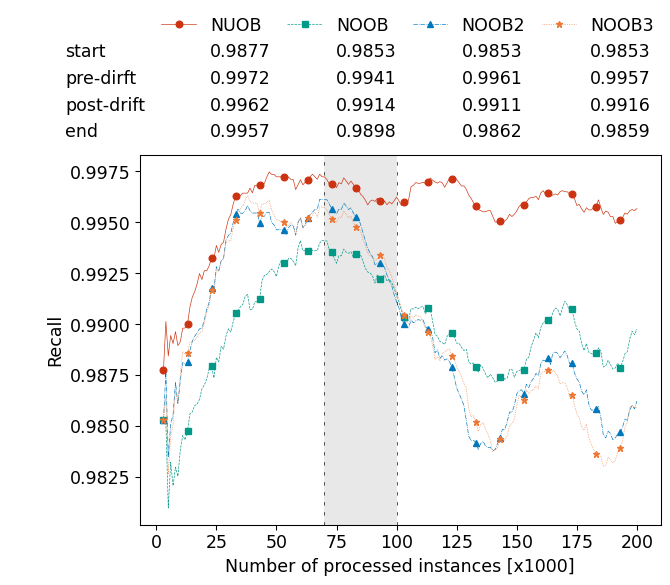 NUOB NOOB NOOB2 NOOB3
start 0.9877 0.9853 0.9853 0.9853
pre-dirft 0.9972 0.9941 0.9961 0.9957
post-drift 0.9962 0.9914 0.9911 0.9916
end 0.9957 0.9898 0.9862 0.9859
0.9975
0.9950
0.9925
0.9900
0.9875
0.9850
0.9825
Recall
0 25 50 75 100 125 150 175 200
Number of processed instances [x1000]